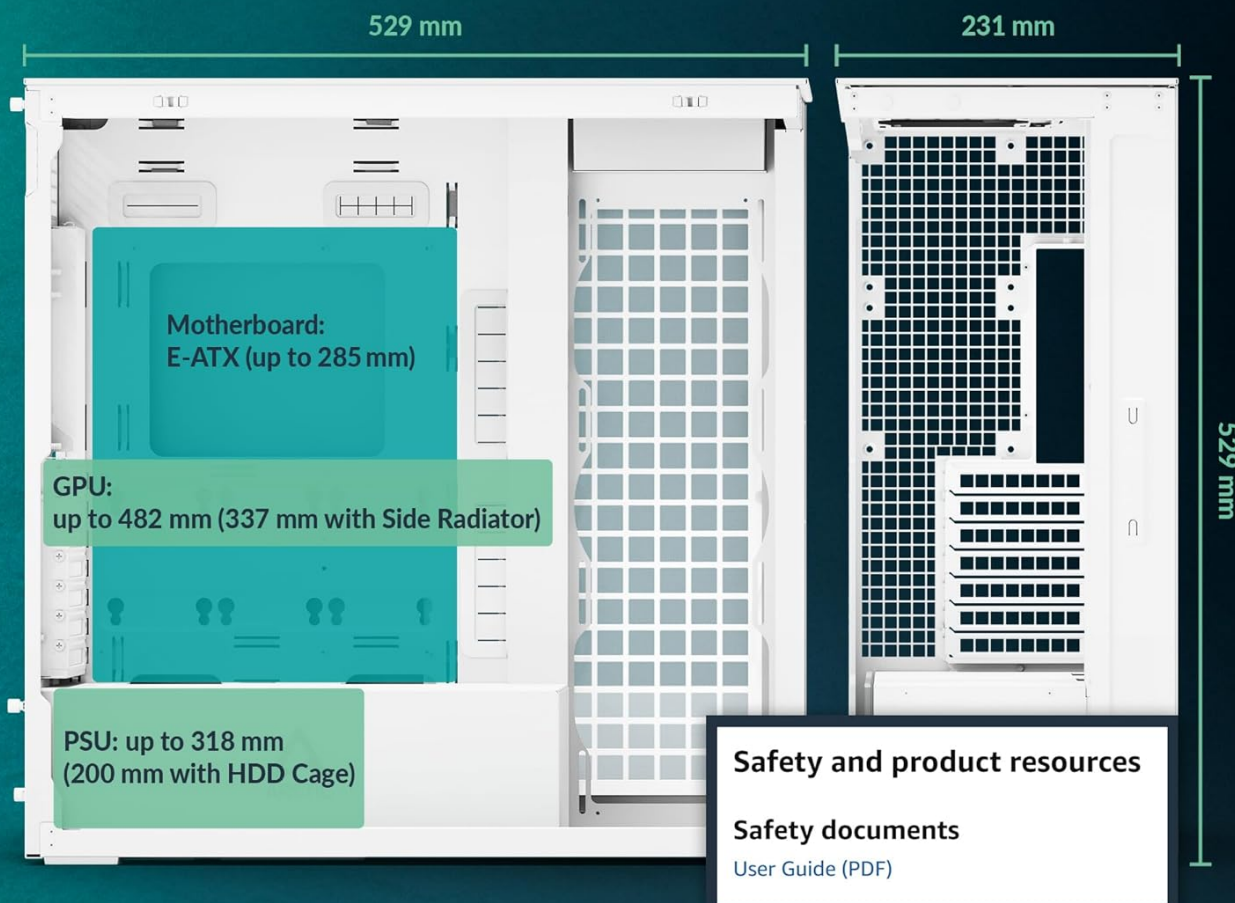 529 mm
231 mm
529 mm
Motherboard:
E-ATX (up to 285 mm)
GPU:
up to 482 mm (337 mm with Side Radiator)
PSU: up to 318 mm
(200 mm with HDD Cage)
Safety and product resources
Safety documents
User Guide (PDF)